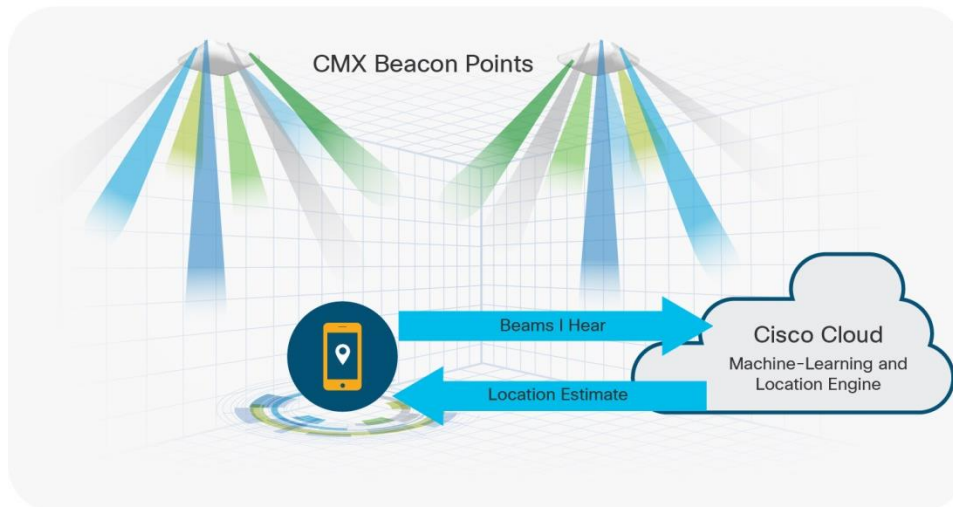 CMX Beacon Points
Beams I Hear
Cisco Cloud
Machine-Learning and
Location Engine
Location Estimate